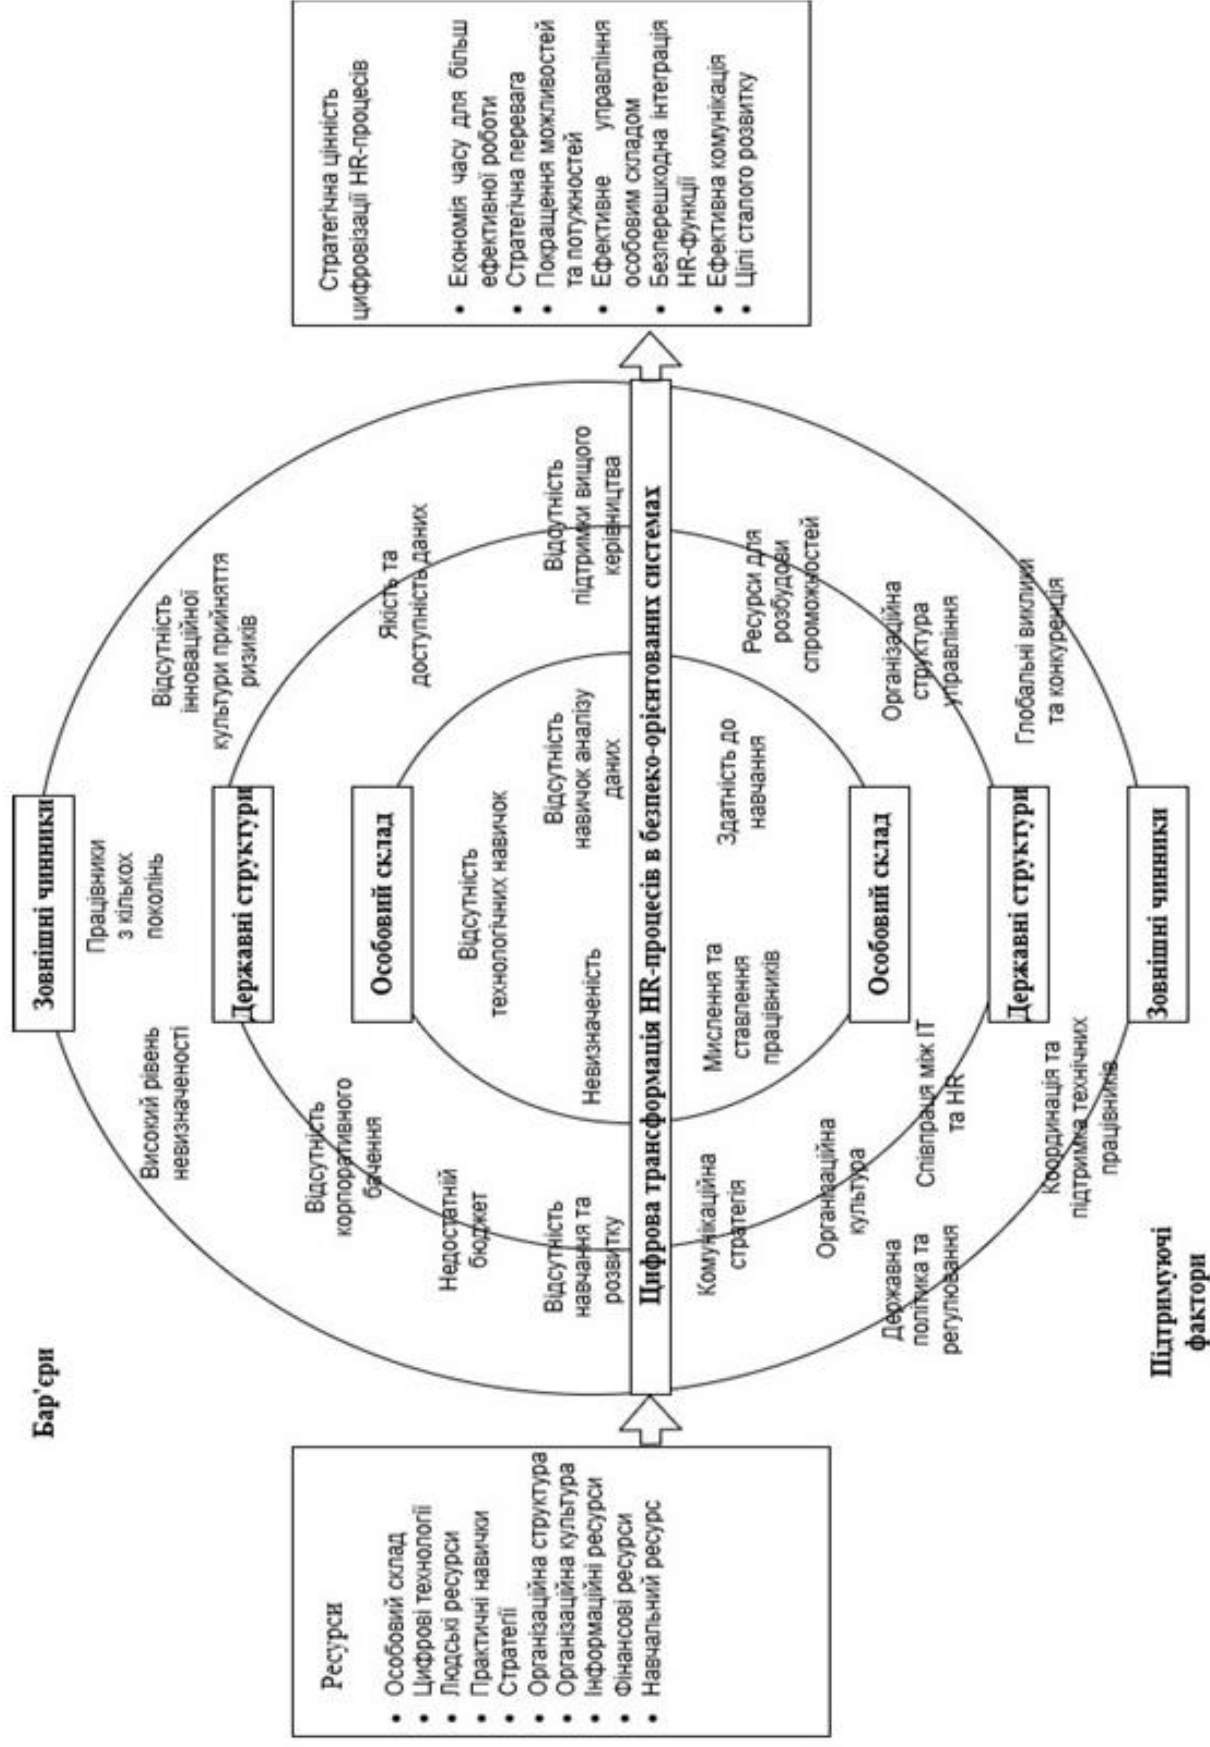 Бар'єри
Зовнішні чинники
Працівники
з кількох
поколінь
Високий рівень
невизначеності
Відсутність
інноваційної
культури прийняття
ризиків
Державні структури
Відсутність
корпоративного
бачення
Якість та
доступність даних
Недостатній
бюджет
Відсутність
навчання та
розвитку
Відсутність
підтримки вищого
керівництва
Особовий склад
Відсутність
технологічних навичок
Невизначеність
Відсутність
навичок аналізу
даних
Ресурси
• Особовий склад
• Цифрові технології
• Людські ресурси
• Практичні навички
• Стратегії
• Організаційна структура
• Організаційна культура
• Інформаційні ресурси
• Фінансові ресурси
• Навчальний ресурс
Цифрова трансформація HR-процесів в безпеко-орієнтованих системах
Стратегічна цінність
цифровізації HR-процесів
• Економія часу для більш
ефективної роботи
• Стратегічна перевага
• Покращення можливостей
та потужностей
• Ефективне управління
особовим складом
• Безперешкодна інтеграція
HR-функції
• Ефективна комунікація
• Цілі сталого розвитку
Комунікаційна
стратегія
Мислення та
ставлення
працівників
Здатність до
навчання
Ресурси для
розбудови
спроможностей
Особовий склад
Організаційна
культура
Співпраця між ІТ
та HR
Організаційна
структура
управління
Державні структури
Державна
політика та
регулювання
Координація та
підтримка технічних
працівників
Глобальні виклики
та конкуренція
Зовнішні чинники
Підтримуючі
фактори